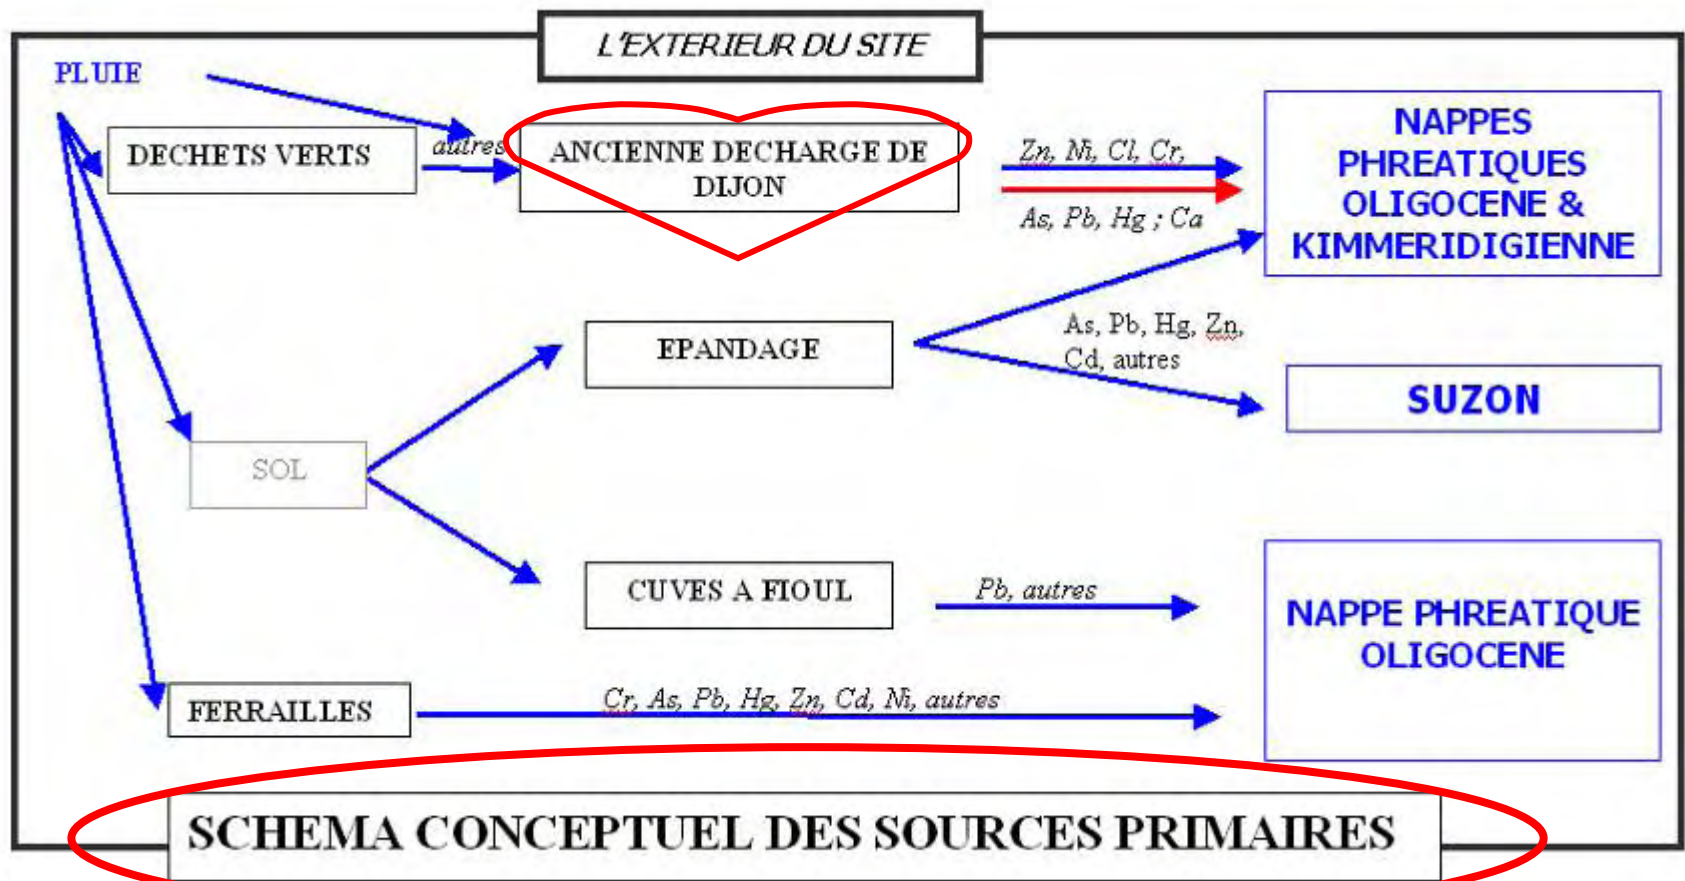 L'EXTERIEUR DU SITE
PLUIE
DECHETS VERTS
autres
ANCIENNE DECHARGE DE
DIJON
Zn, Ni, Cl, Cr,
As, Pb, Hg ; Ca
NAPPES
PHREATIQUES
OLIGOCENE &
KIMMERIDIGIENNE
EPANDAGE
As, Pb, Hg, Zn,
Cd, autres
SUZON
SOL
CUVES A FIOUL
Pb, autres
NAPPE PHREATIQUE
OLIGOCENE
FERRAILLES
Cr, As, Pb, Hg, Zn, Cd, Ni, autres
SCHEMA CONCEPTUEL DES SOURCES PRIMAIRES